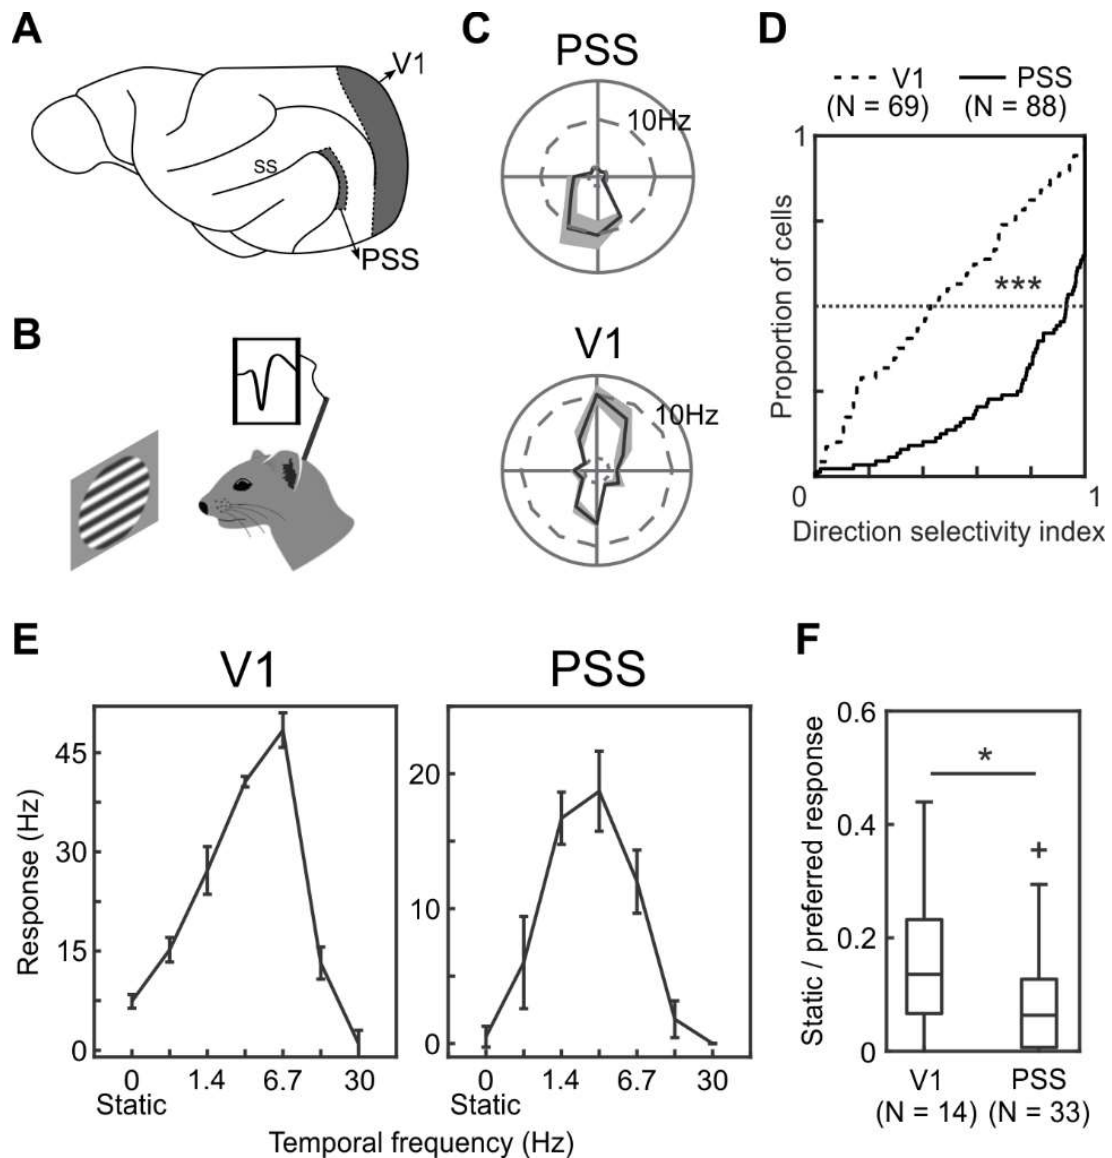 A
V1
SS
PSS
B
C
PSS
10Hz
V1
10Hz
D
V1 PSS
(N = 69) (N = 88)
1
Proportion of cells
***
0 1
Direction selectivity index
E
V1 PSS
45
30
15
0
Response (Hz)
20
10
0
0 1.4 6.7 30
Static
0 1.4 6.7 30
Static
Temporal frequency (Hz)
F
0.6
0.4
0.2
0
Static / preferred response
*
V1 PSS
(N = 14) (N = 33)